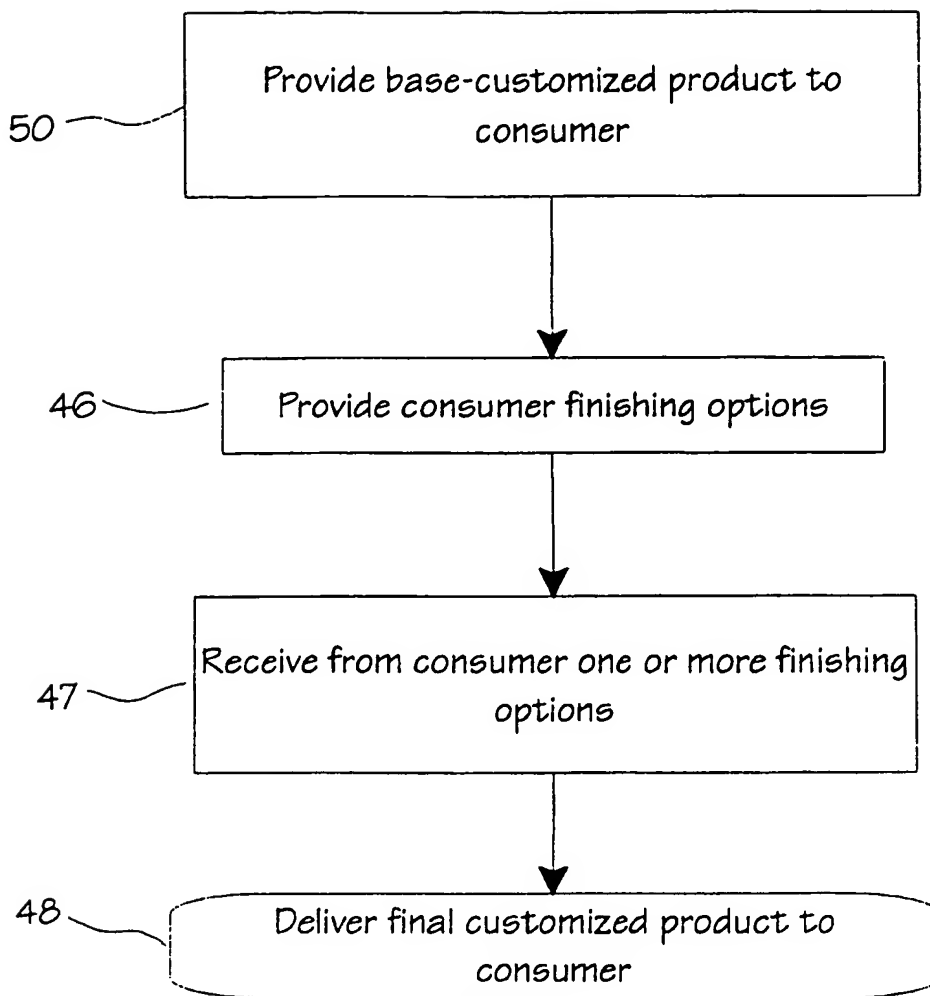 Provide base-customized product to
consumer
50
46
Provide consumer finishing options
Receive from consumer one or more finishing
options
47
48
Deliver final customized product to
consumer